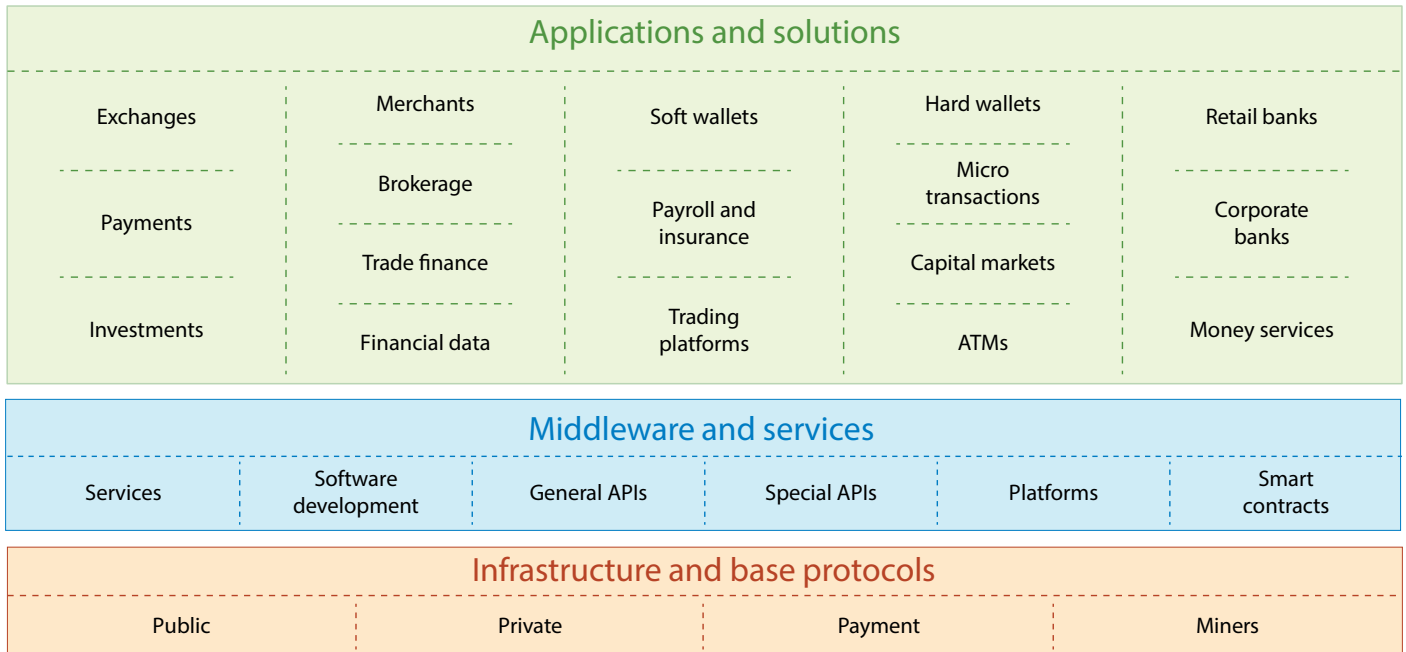 Applications and solutions
Exchanges
Payments
Investments
Merchants
Brokerage
Trade finance
Financial data
Soft wallets
Payroll and
insurance
Trading
platforms
Hard wallets
Micro
transactions
Capital markets
ATMs
Retail banks
Corporate
banks
Money services
Middleware and services
Services
Software
development
General APIs
Special APIs
Platforms
Smart
contracts
Infrastructure and base protocols
Public
Private
Payment
Miners